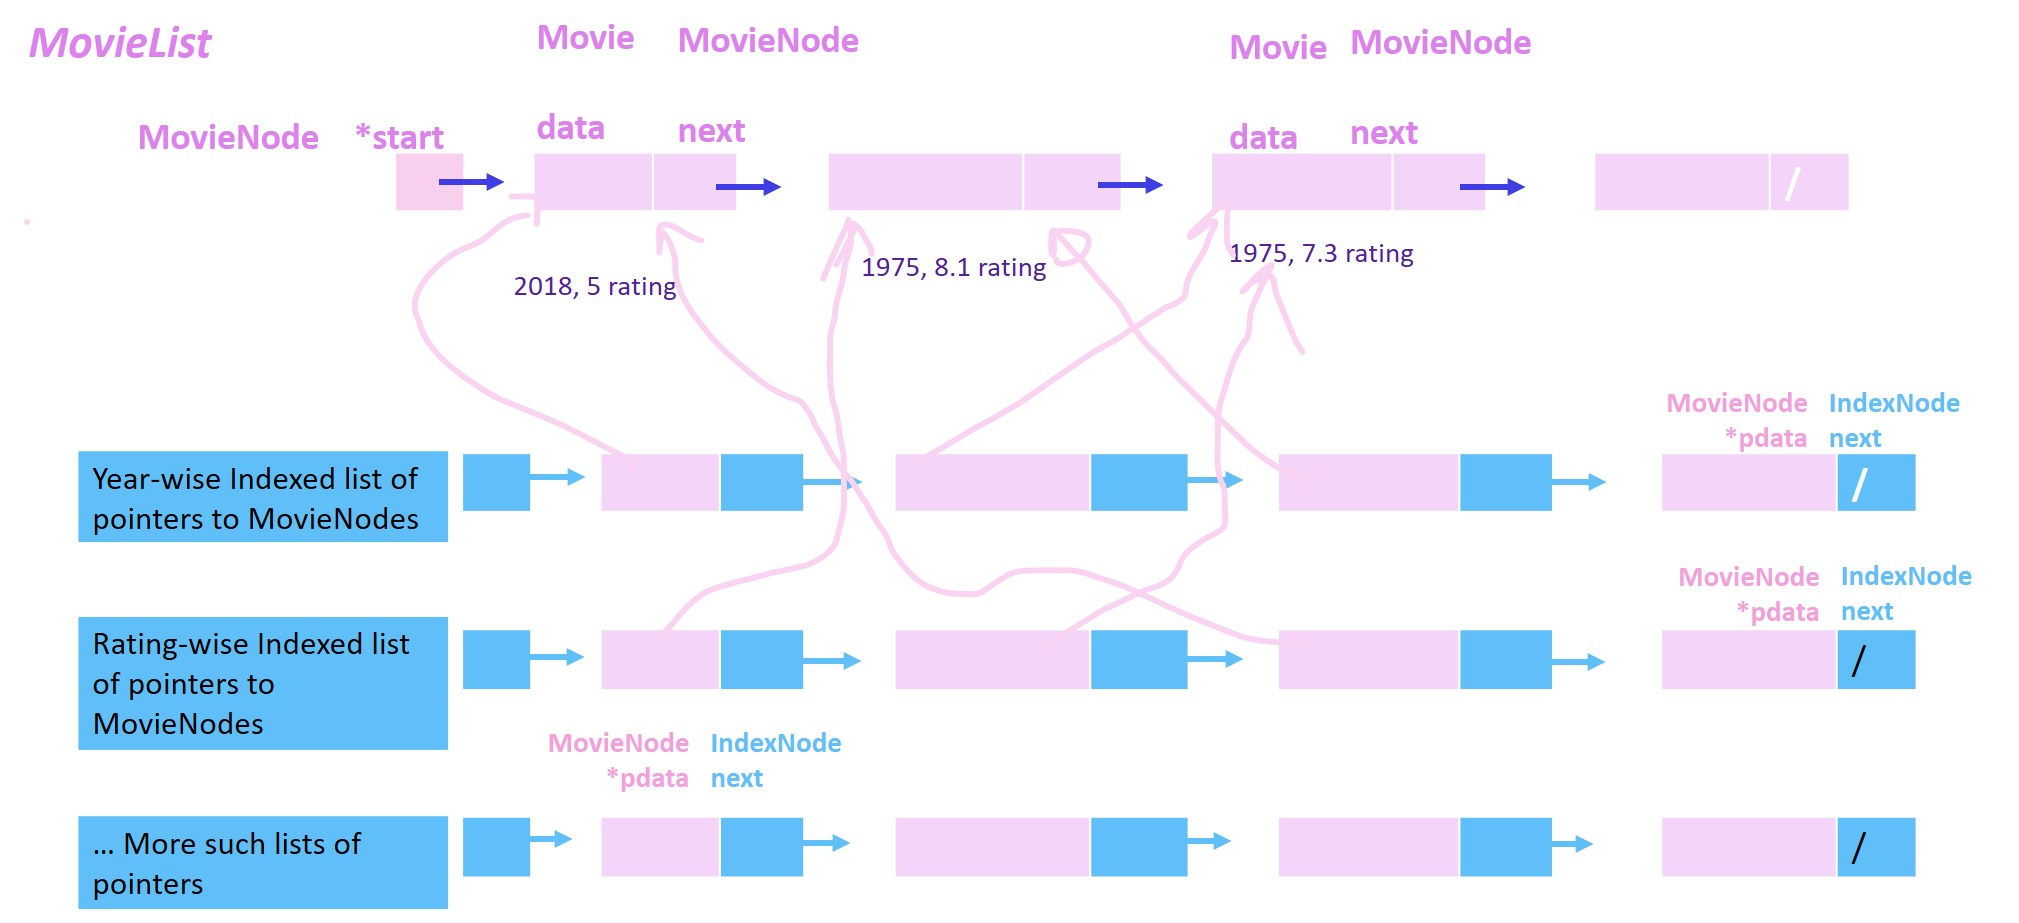 MovieList
Movie MovieNode
Movie MovieNode
MovieNode *start
data next
data next
/
2018, 5 rating
1975, 8.1 rating
1975, 7.3 rating
MovieNode IndexNode
*pdata next
Year-wise Indexed list of
pointers to MovieNodes
/
MovieNode IndexNode
*pdata next
Rating-wise Indexed list
of pointers to
MovieNodes
/
MovieNode IndexNode
*pdata next
... More such lists of
pointers
/